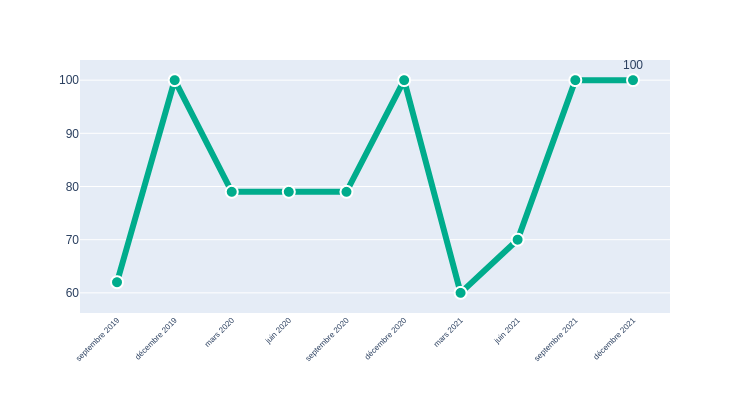 100
100
90
80
70
60
septembre 2019
décembre 2019
mars 2020
juin 2020
septembre 2020
décembre 2020
mars 2021
juin 2021
septembre 2021
décembre 2021